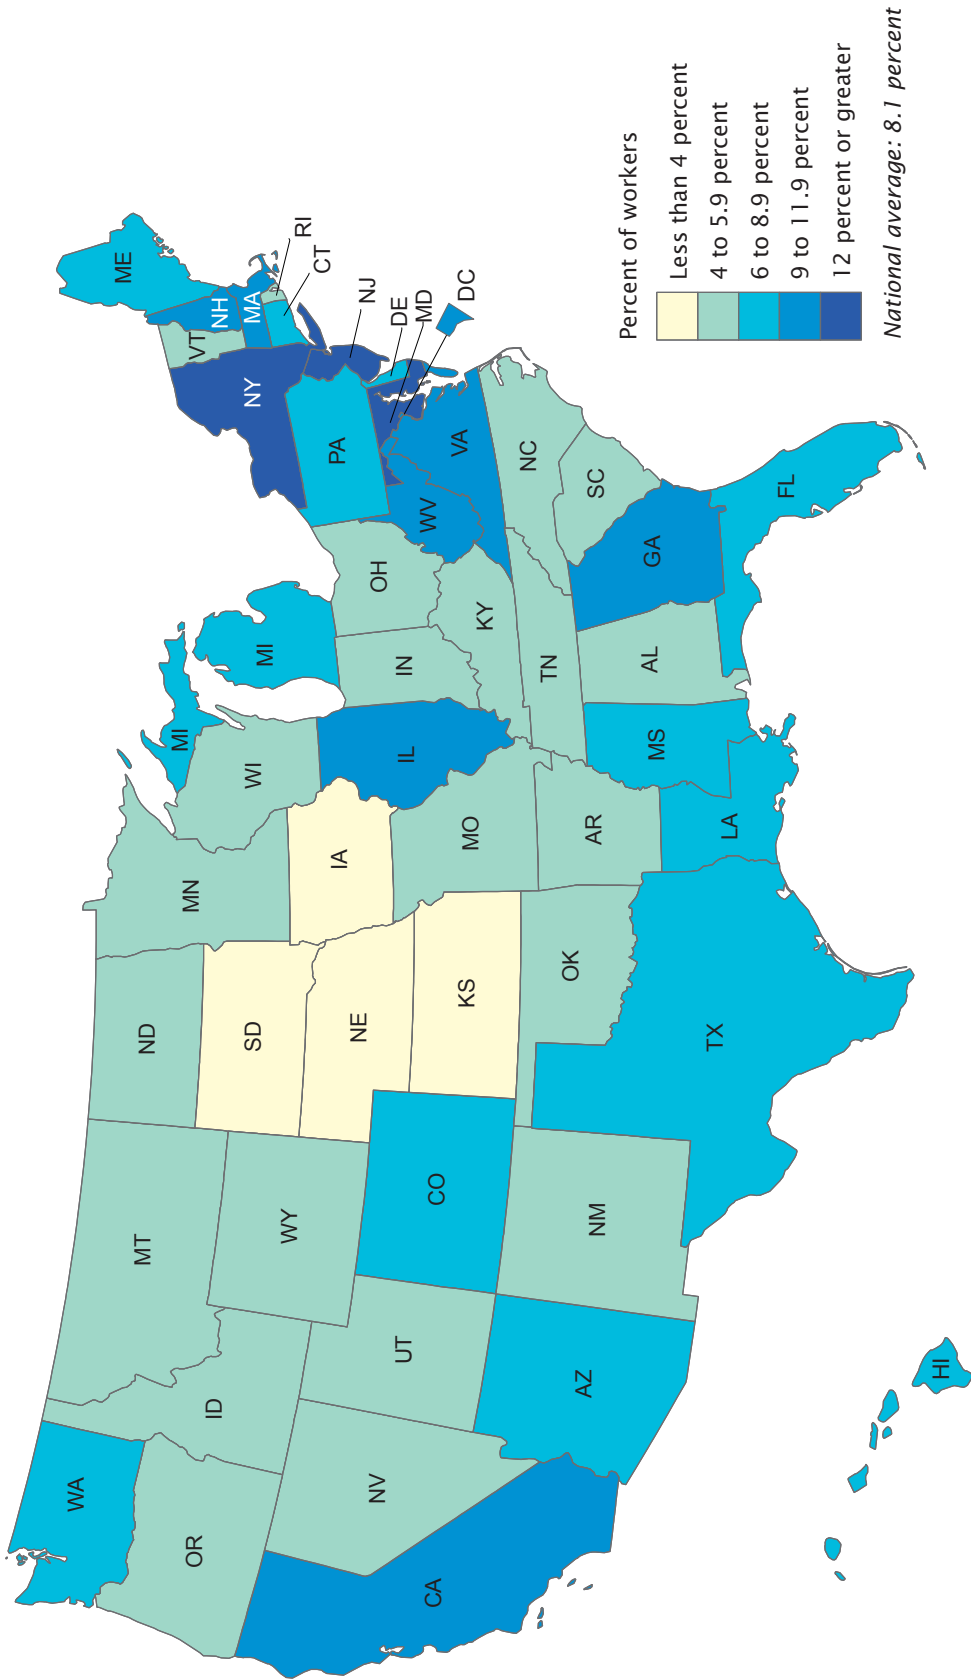 WA
OR
CA
NV
ID
MT
WY
UT
AZ
CO
NM
ND
SD
NE
KS
OK
TX
MN
IA
MO
AR
LA
WI
IL
MS
MI
MI
IN
KY
TN
AL
OH
WV
VA
NC
SC
GA
FL
PA
NY
VT
NH
ME
MA
RI
CT
NJ
DE
MD
DC
HI
Percent of workers
Less than 4 percent
4 to 5.9 percent
6 to 8.9 percent
9 to 11.9 percent
12 percent or greater
National average: 8.1 percent